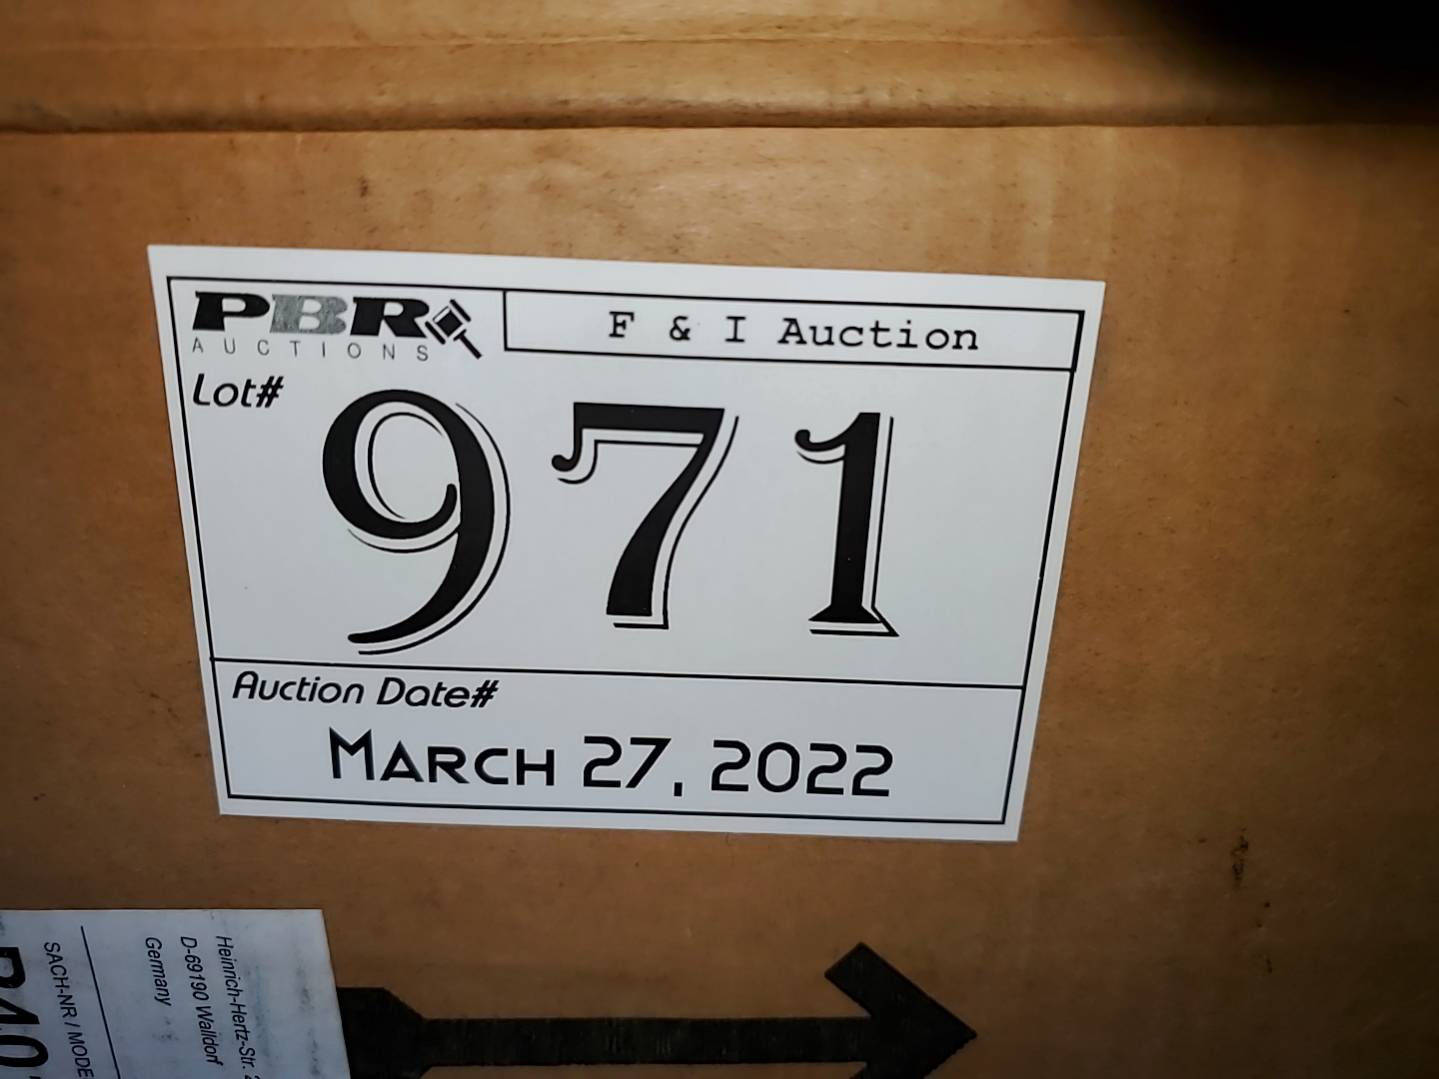 PBR
AUCTIONS
F & I Auction
Lot#
971
Auction Date#
MARCH 27, 2022
Heinrich-Hertz-Str.
D-69190 Walldorf
Germany
SACH-NR / MODE